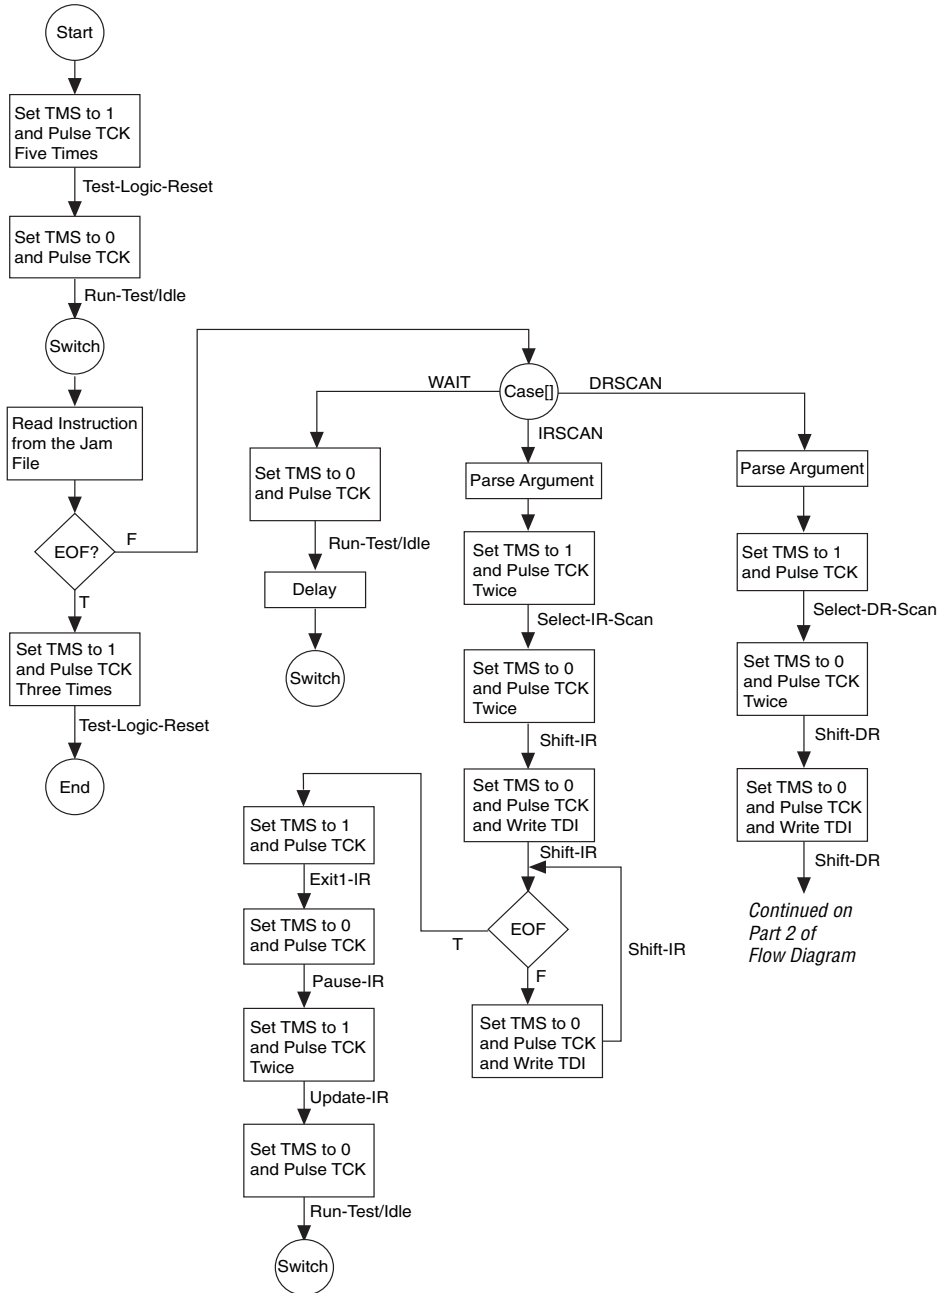 Start
Set TMS to 1
and Pulse TCK
Five Times
Test-Logic-Reset
Set TMS to 0
and Pulse TCK
Run-Test/Idle
Switch
Read Instruction
from the Jam
File
EOF?
F
T
Set TMS to 1
and Pulse TCK
Three Times
Test-Logic-Reset
End
Case[]
WAIT
Set TMS to 0
and Pulse TCK
Run-Test/Idle
Delay
Switch
IRSCAN
Parse Argument
Set TMS to 1
and Pulse TCK
Twice
Select-IR-Scan
Set TMS to 0
and Pulse TCK
Twice
Shift-IR
Set TMS to 0
and Pulse TCK
and Write TDI
Shift-IR
EOF
T
F
Set TMS to 0
and Pulse TCK
and Write TDI
Shift-IR
Set TMS to 1
and Pulse TCK
Exit1-IR
Set TMS to 0
and Pulse TCK
Pause-IR
Set TMS to 1
and Pulse TCK
Twice
Update-IR
Set TMS to 0
and Pulse TCK
Run-Test/Idle
Switch
DRSCAN
Parse Argument
Set TMS to 1
and Pulse TCK
Select-DR-Scan
Set TMS to 0
and Pulse TCK
Twice
Shift-DR
Set TMS to 0
and Pulse TCK
and Write TDI
Shift-DR
Continued on
Part 2 of
Flow Diagram